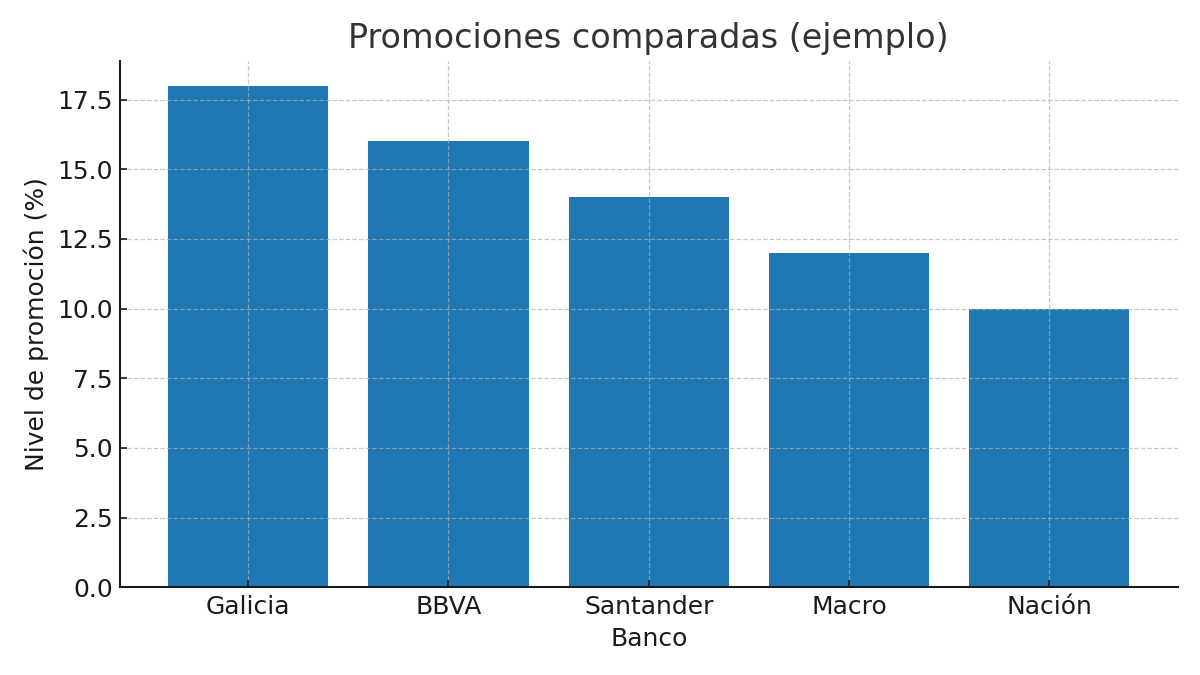 Promociones comparadas (ejemplo)
Nivel de promoción (%)
17.5
15.0
12.5
10.0
7.5
5.0
2.5
0.0
Galicia BBVA Santander Macro Nación
Banco